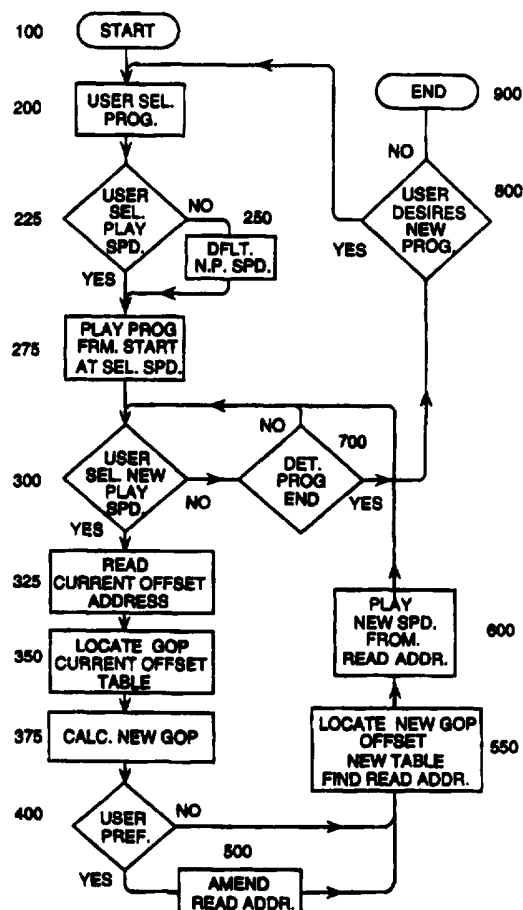 100
START
200
USER SEL.
PROG.
END
900
225
USER
SEL.
PLAY
SPD.
NO
250
DFLT.
N.P. SPD.
YES
NO
USER
DESIRES
NEW
PROG.
800
YES
275
PLAY PROG
FRM. START
AT SEL. SPD.
300
USER
SEL. NEW
PLAY
SPD.
NO
YES
NO
700
DET.
PROG
END
YES
325
READ
CURRENT OFFSET
ADDRESS
350
LOCATE GOP
CURRENT OFFSET
TABLE
375
CALC. NEW GOP
400
USER
PREF.
NO
YES
500
AMEND
READ ADDR.
PLAY
NEW SPD.
FROM.
READ ADDR.
600
LOCATE NEW GOP
OFFSET
NEW TABLE
FIND READ ADDR.
550